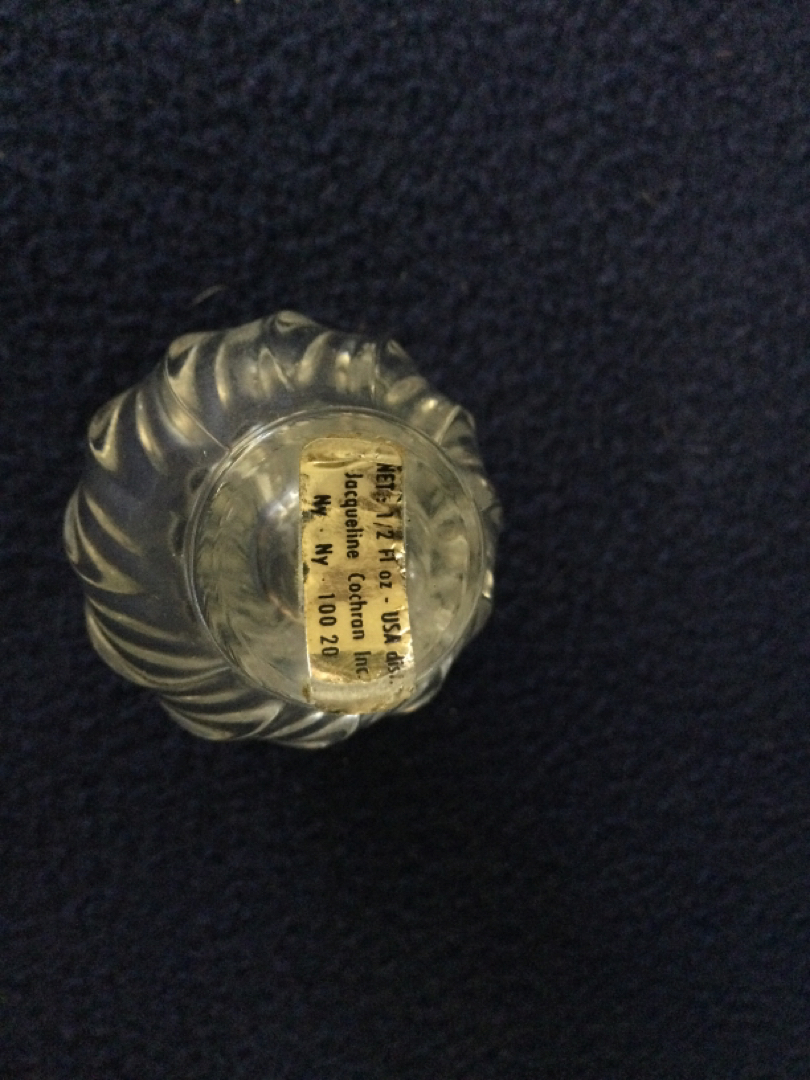 NET: 1/2 Fl oz - USA dist.
Jacqueline Cochran Inc.
Ny · Ny · 100 20